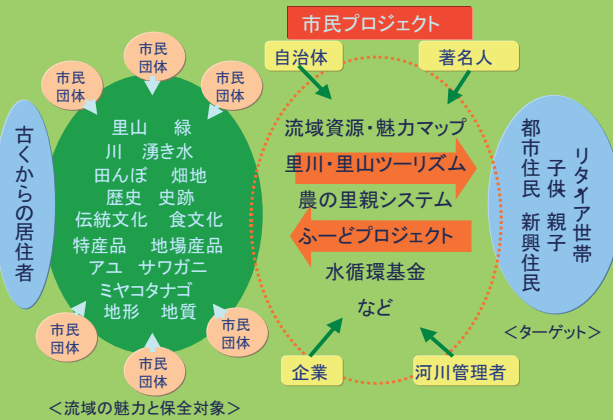 市民プロジェクト
自治体
著名人
市民
団体
市民
団体
市民
団体
古くからの居住者
里山 緑
川 湧き水
田んぼ 畑地
歴史 史跡
伝統文化 食文化
特産品 地場産品
アユ サワガニ
ミヤコタナゴ
地形 地質
流域資源・魅力マップ
里川・里山ツーリズム
農の里親システム
ふーどプロジェクト
水循環基金
など
リタイア世帯
子供 親子
都市住民 新興住民
<ターゲット>
市民
団体
市民
団体
市民
団体
企業
河川管理者
<流域の魅力と保全対象>